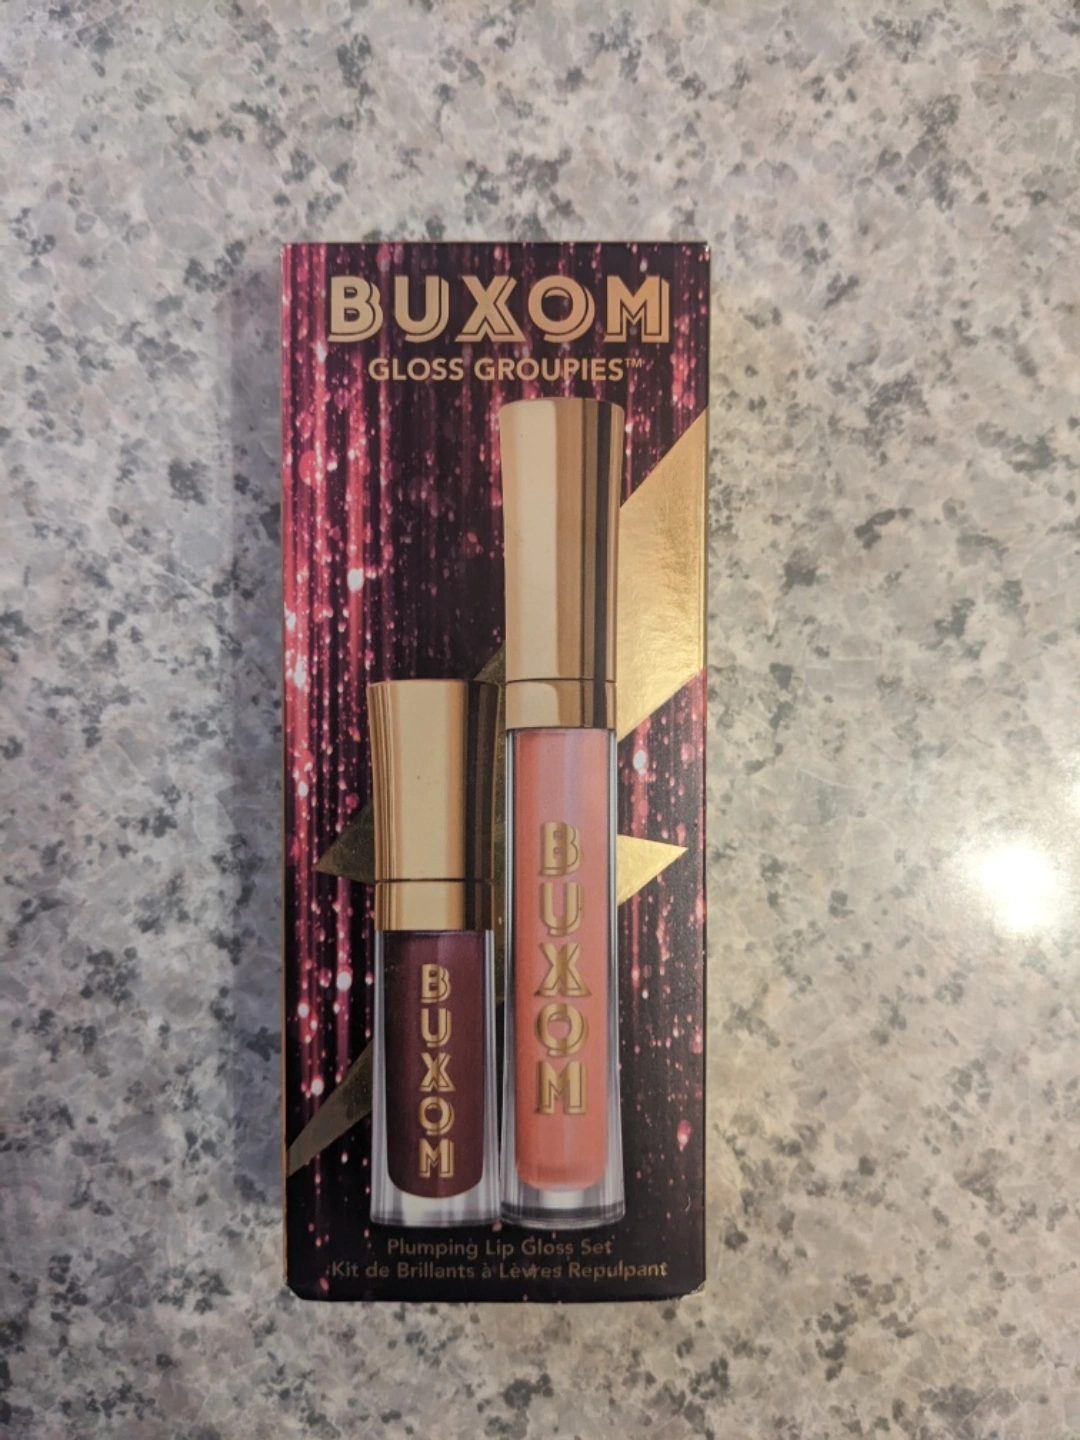 BUXOM
GLOSS GROUPIES™
BUXOM
BUXOM
Plumping Lip Gloss Set
Kit de Brillants à Lèvres Repulpant